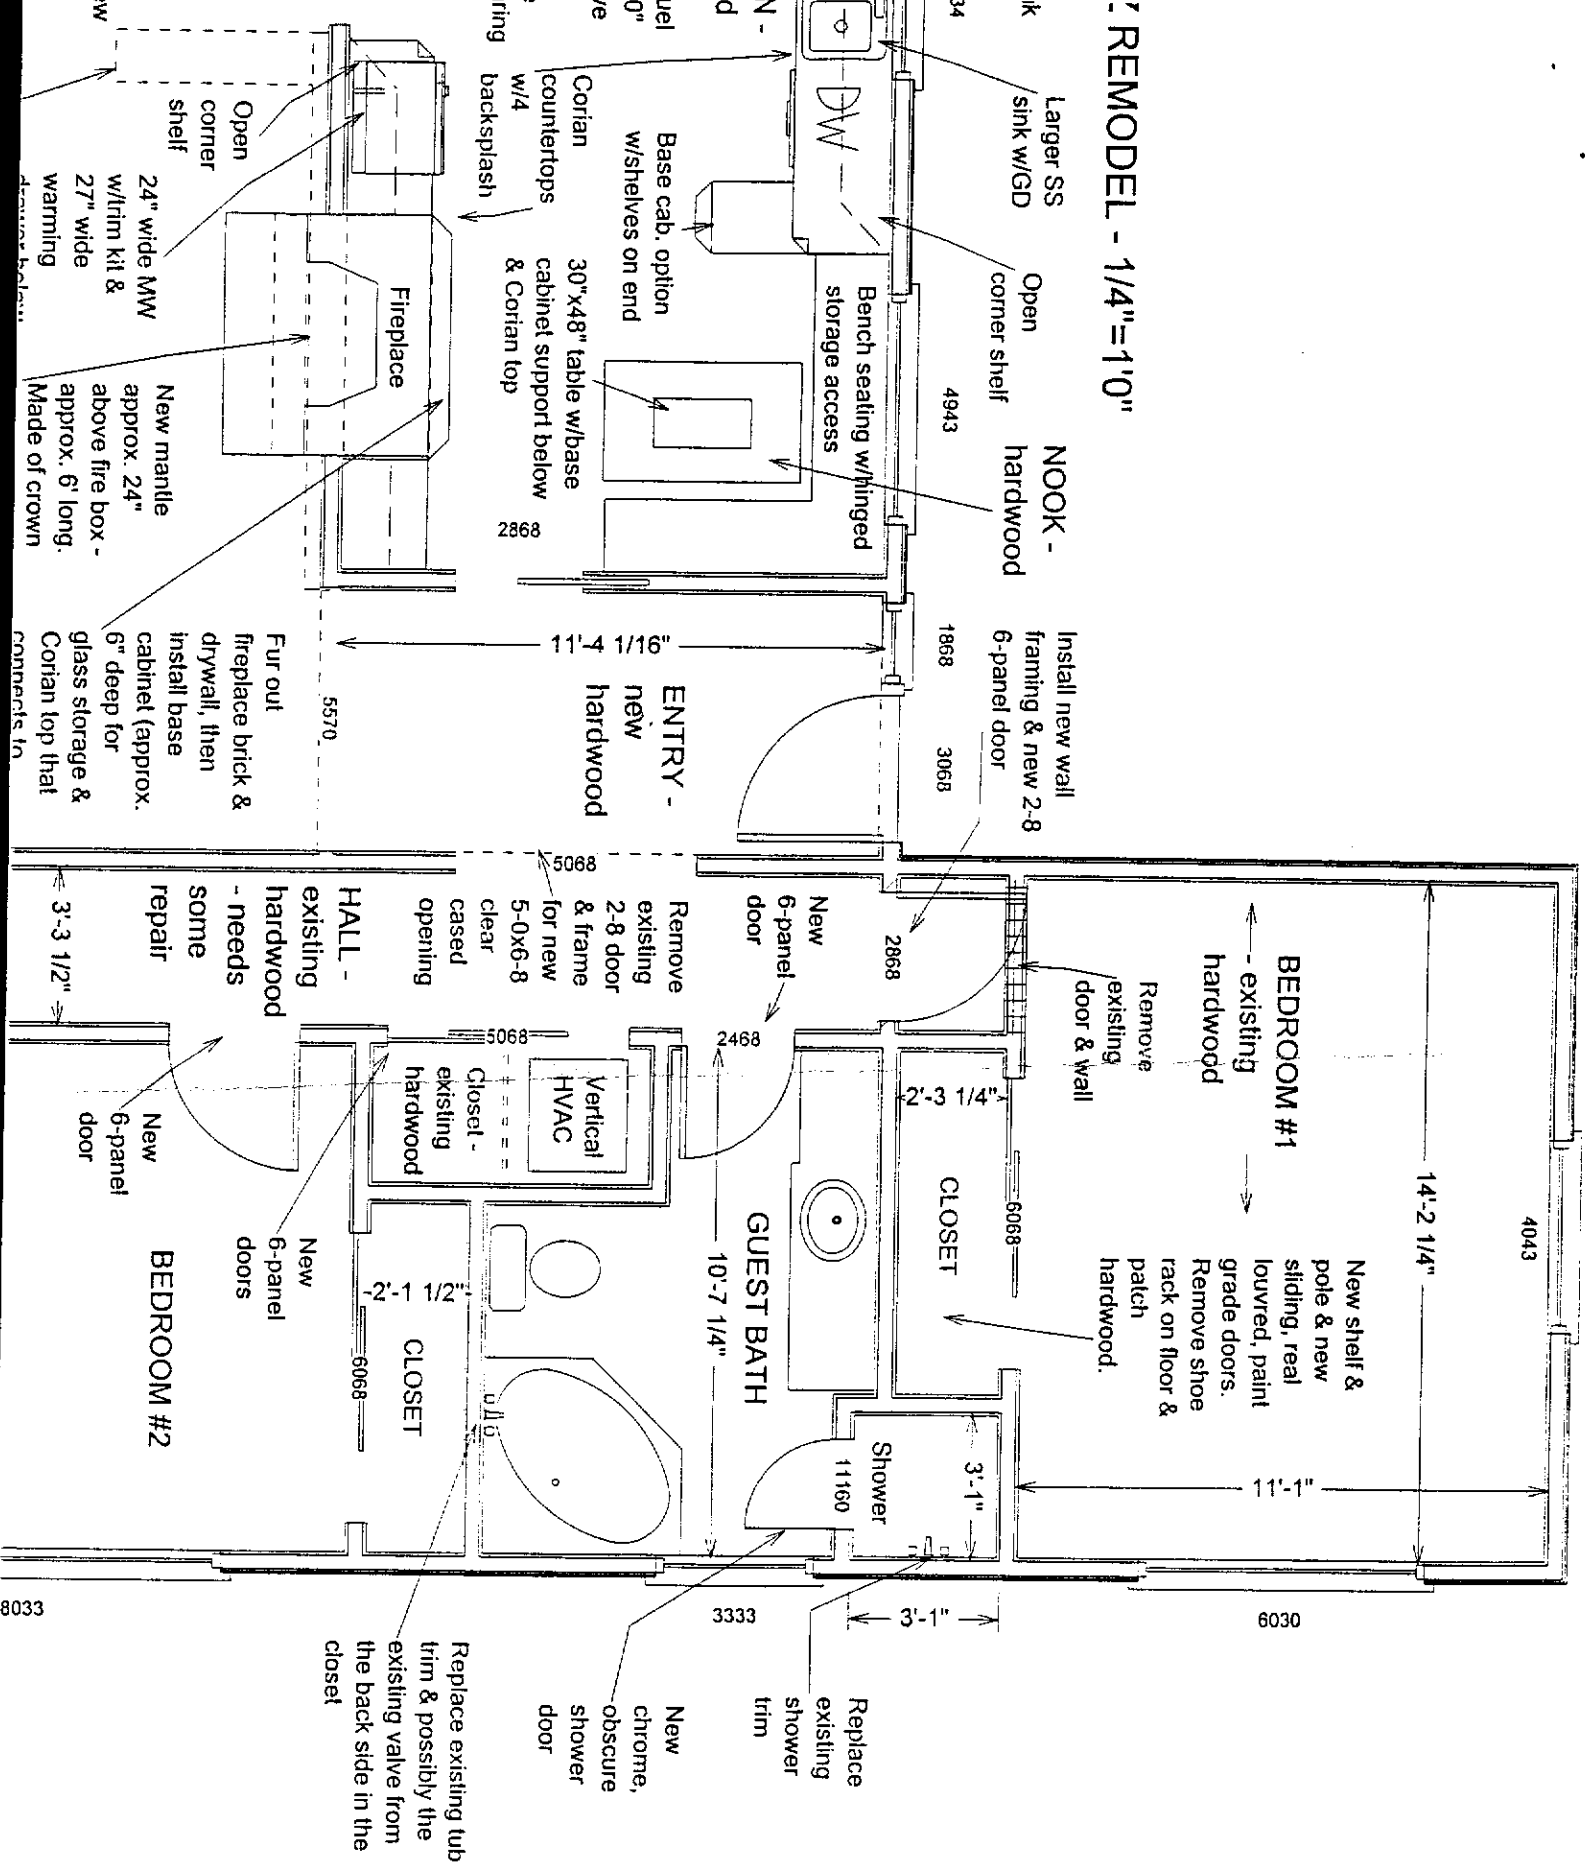 REMODEL - 1/4"=1'0"
Larger SS
sink w/GD
Open
corner shelf
4943
NOOK -
hardwood
Install new wall
framing & new 2-8
6-panel door
1868
3068
DW
Base cab. option
w/shelves on end
Bench seating w/hinged
storage access
Corian
countertops
w/4
backsplash
30"x48" table w/base
cabinet support below
& Corian top
2868
Open
corner
shelf
24" wide MW
w/trim kit &
27" wide
warming
drawer below
Fireplace
New mantle
approx. 24"
above fire box -
approx. 6' long.
Made of crown
Fur out
fireplace brick &
drywall, then
install base
cabinet (approx.
6" deep for
glass storage &
Corian top that
connects to
11'-4 1/16"
5570
ENTRY -
new
hardwood
5068
HALL -
existing
hardwood
- needs
some
repair
3'-3 1/2"
Remove
existing
2-8 door
& frame
for new
5-0x6-8
clear
cased
opening
New
6-panel
door
2868
Remove
existing
door & wall
BEDROOM #1
- existing
hardwood
14'-2 1/4"
4043
11'-1"
6030
New shelf &
pole & new
sliding, real
louvred, paint
grade doors.
Remove shoe
rack on floor &
patch
hardwood.
2'-3 1/4"
CLOSET
6068
2468
5068
Vertical
HVAC
Closet -
existing
hardwood
GUEST BATH
10'-7 1/4"
Shower
11160
3'-1"
3'-1"
3333
New
6-panel
door
New
6-panel
doors
2'-1 1/2"
CLOSET
6068
BEDROOM #2
8033
Replace
existing
shower
trim
New
chrome,
obscure
shower
door
Replace existing tub
trim & possibly the
existing valve from
the back side in the
closet